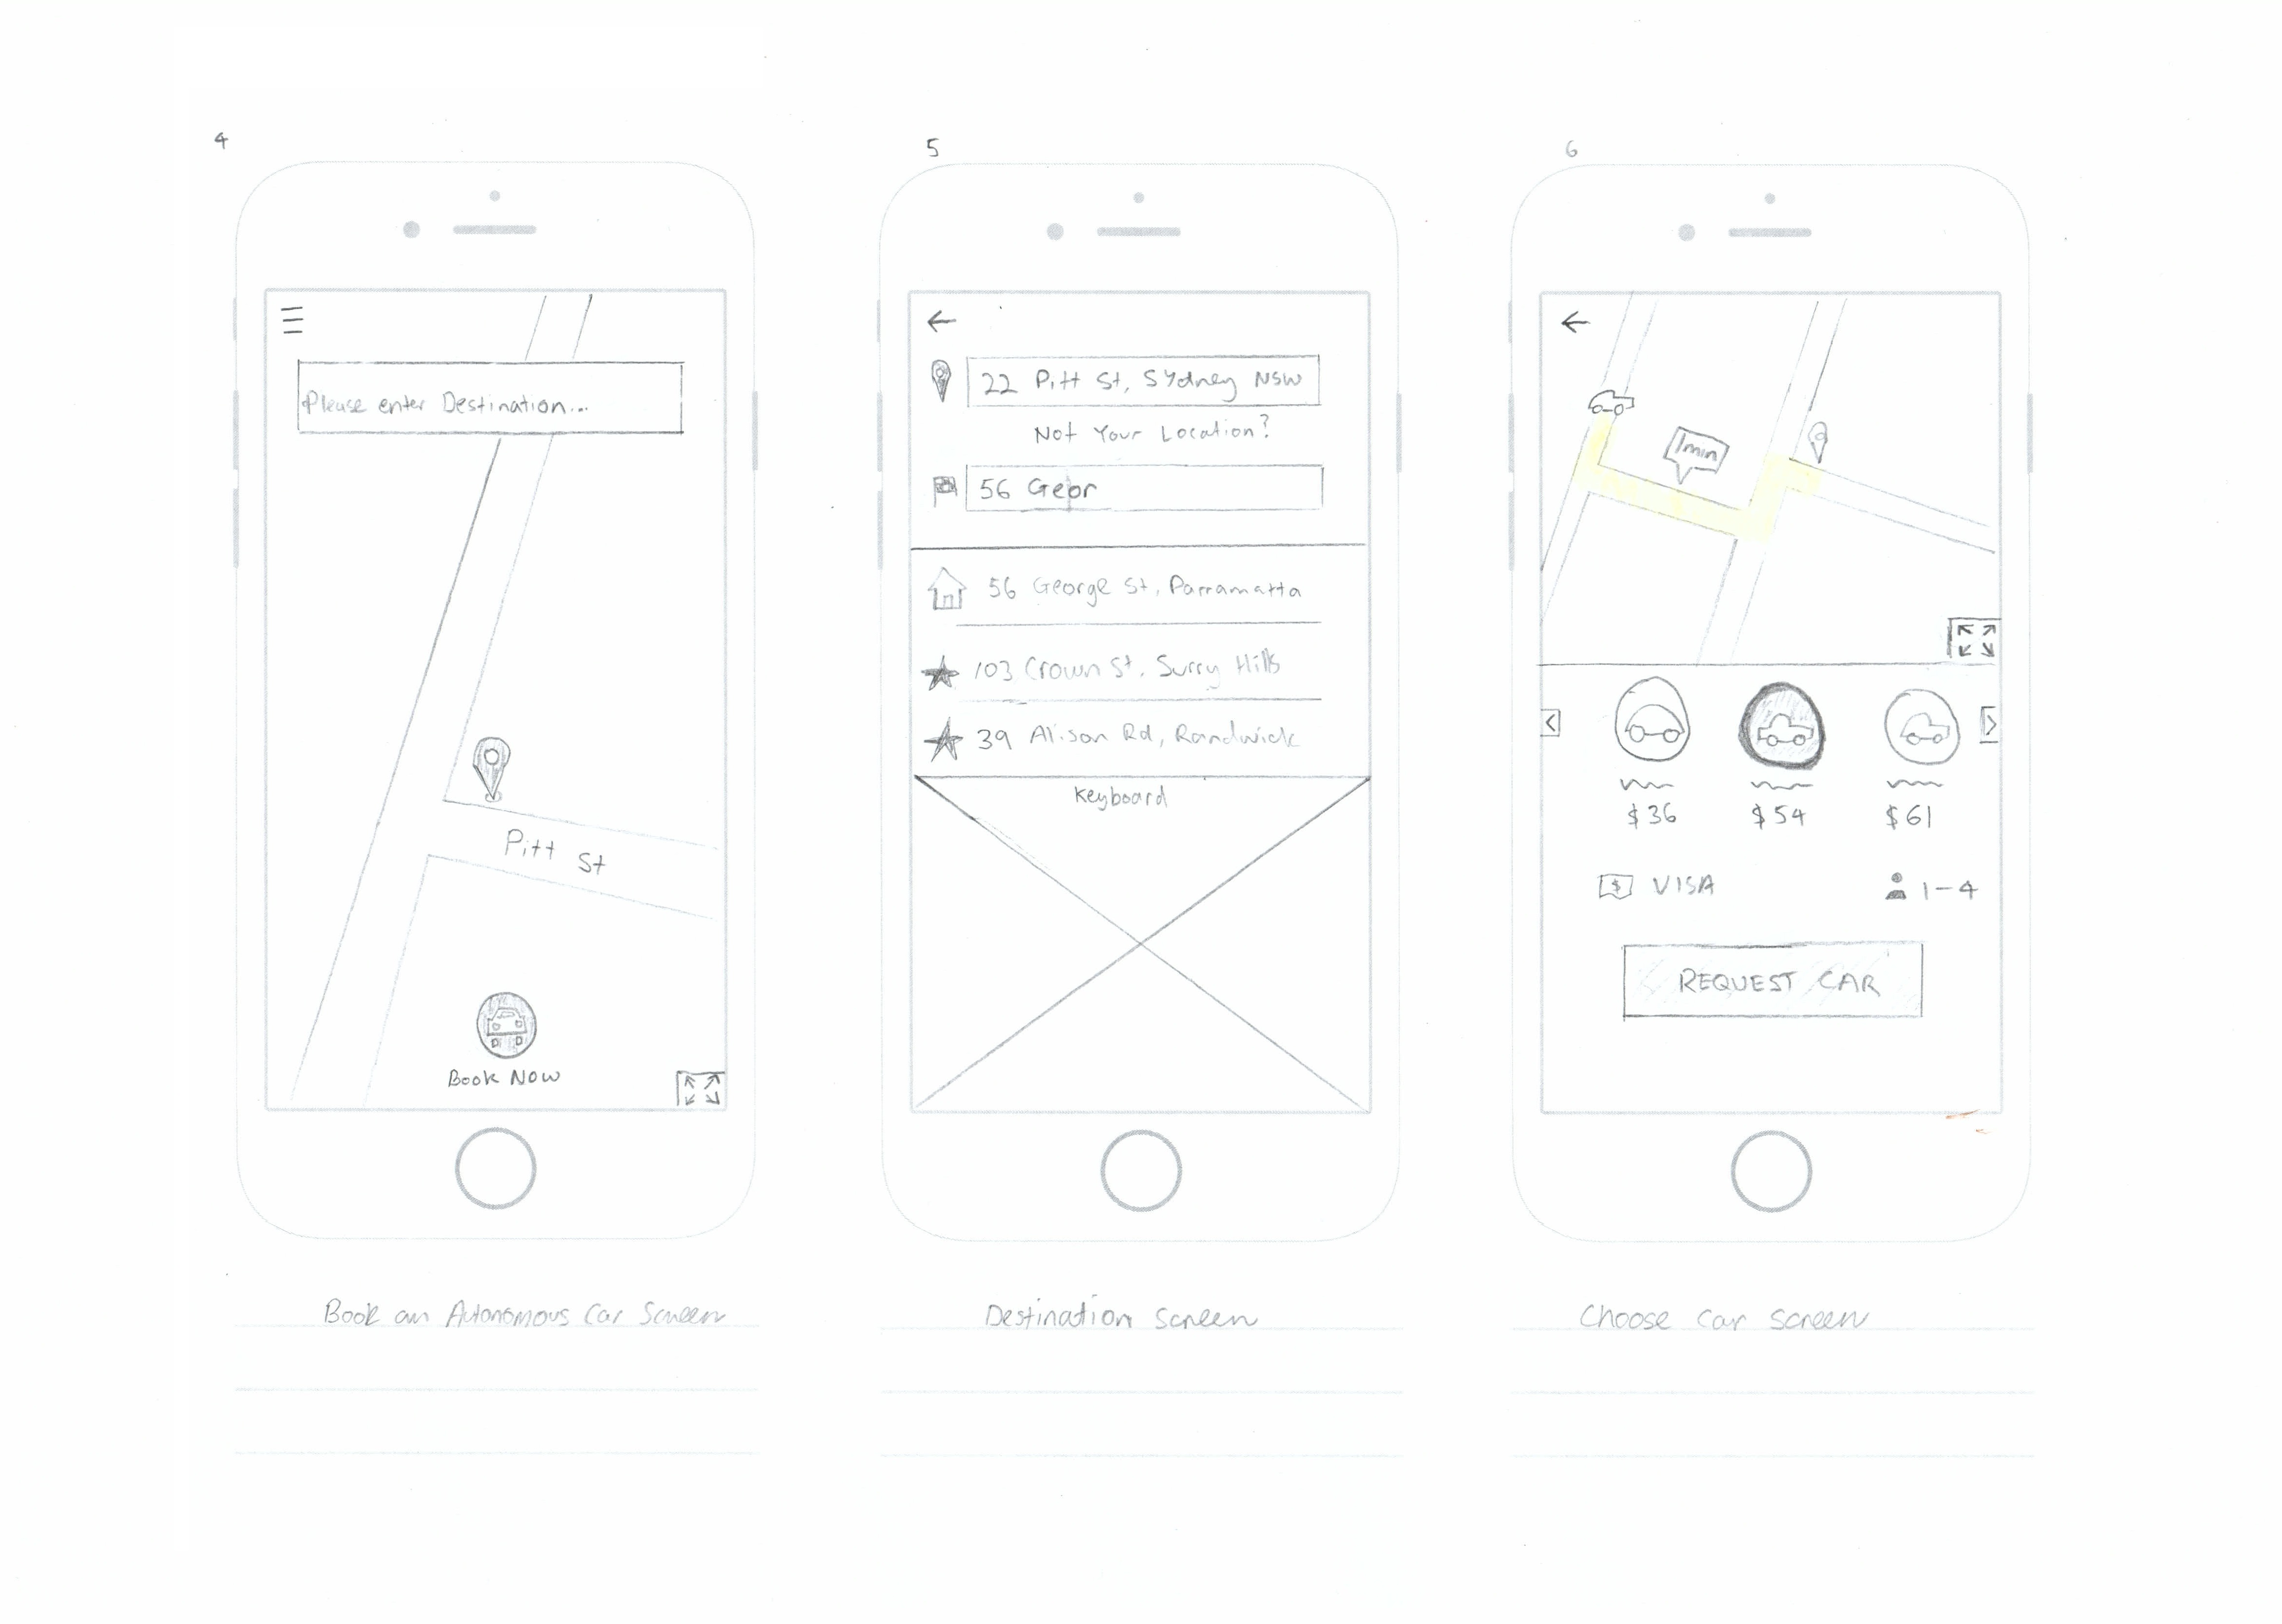 4
Please enter Destination...
Pitt St
Book Now
Book an Autonomous Car Screen
5
22 Pitt St, Sydney NSW
Not Your Location?
56 Geor
56 George St, Parramatta
103 Crown St, Surry Hills
39 Alison Rd, Randwick
Keyboard
Destination Screen
6
1min
$36 $54 $61
$ VISA 1-4
REQUEST CAR
Choose Car Screen